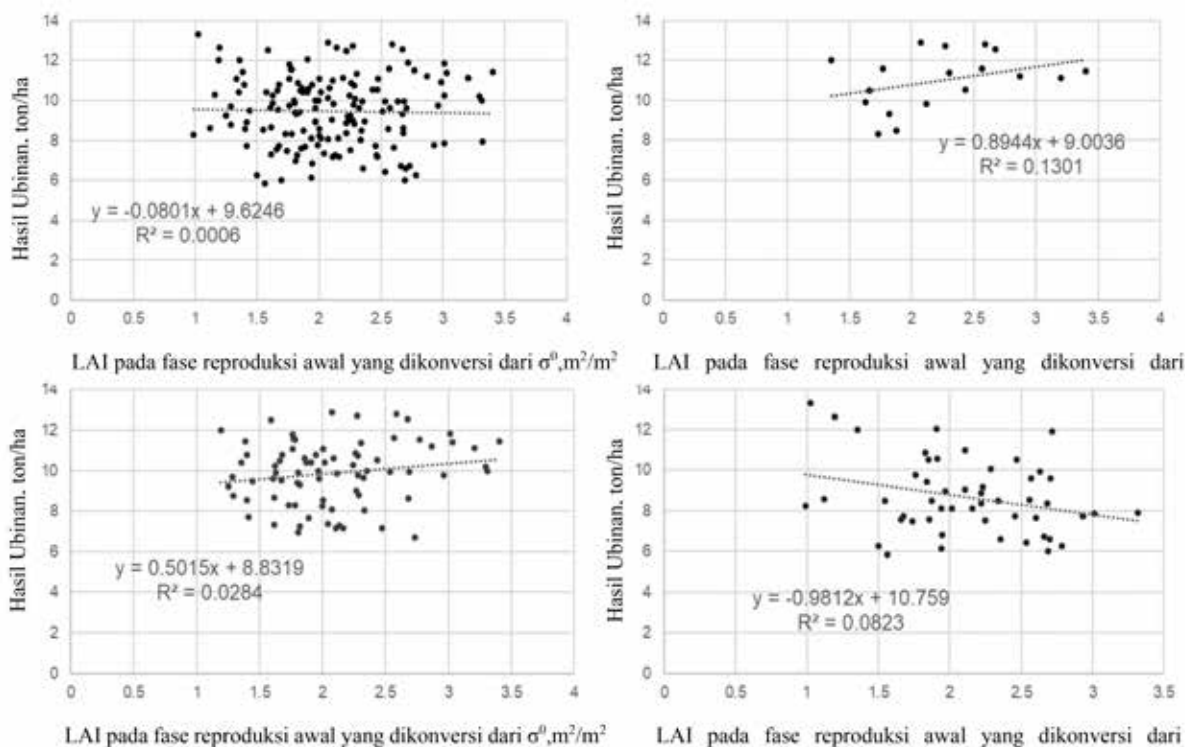 Hasil Ubinan. ton/ha
14
12
10
8
6
4
2
0
y = -0.0801x + 9.6246
R² = 0.0006
0 0.5 1 1.5 2 2.5 3 3.5 4
LAI pada fase reproduksi awal yang dikonversi dari σ⁰,m²/m²
Hasil Ubinan. ton/ha
14
12
10
8
6
4
2
0
y = 0.8944x + 9.0036
R² = 0.1301
0 0.5 1 1.5 2 2.5 3 3.5 4
LAI pada fase reproduksi awal yang dikonversi dari
Hasil Ubinan. ton/ha
14
12
10
8
6
4
2
0
y = 0.5015x + 8.8319
R² = 0.0284
0 0.5 1 1.5 2 2.5 3 3.5 4
LAI pada fase reproduksi awal yang dikonversi dari σ⁰,m²/m²
Hasil Ubinan. ton/ha
14
12
10
8
6
4
2
0
y = -0.9812x + 10.759
R² = 0.0823
0 0.5 1 1.5 2 2.5 3 3.5
LAI pada fase reproduksi awal yang dikonversi dari